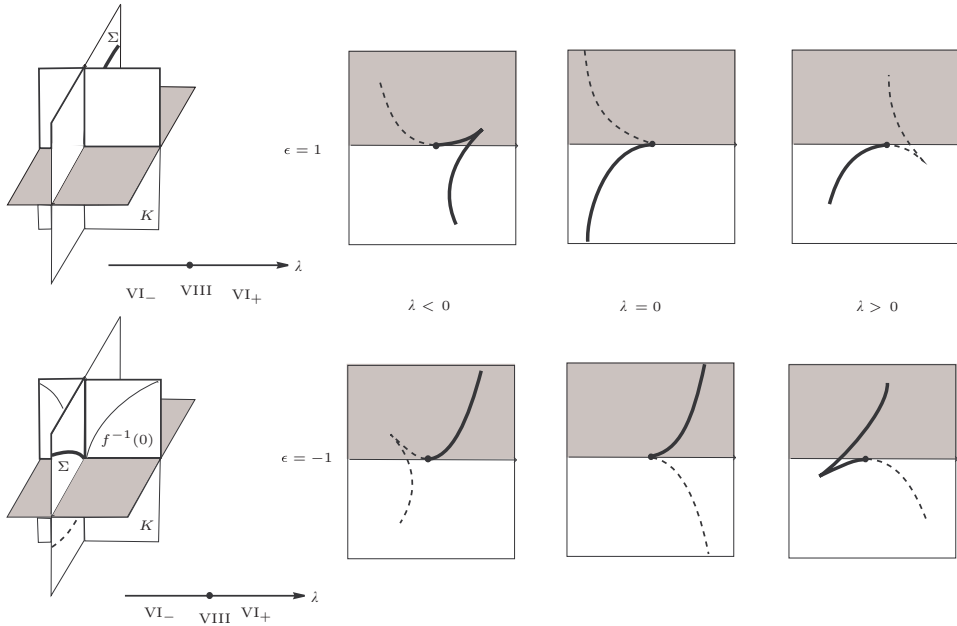 Σ
ϵ = 1
K
λ
VI₋ VIII VI₊
λ < 0 λ = 0 λ > 0
f⁻¹(0)
Σ
ϵ = −1
K
λ
VI₋ VIII VI₊